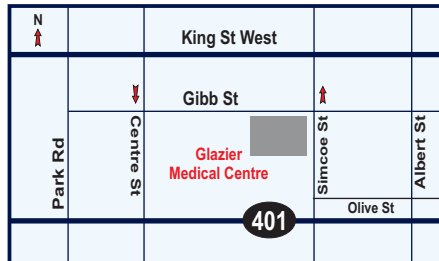 N
King St West
Gibb St
Park Rd
Centre St
Glazier
Medical Centre
Simcoe St
Albert St
Olive St
401